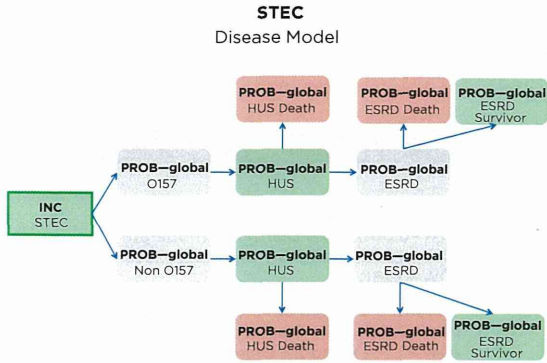 STEC
Disease Model
PROB—global
HUS Death
PROB—global
ESRD Death
PROB—global
ESRD
Survivor
PROB—global
O157
PROB—global
HUS
PROB—global
ESRD
INC
STEC
PROB—global
Non O157
PROB—global
HUS
PROB—global
ESRD
PROB—global
HUS Death
PROB—global
ESRD Death
PROB—global
ESRD
Survivor